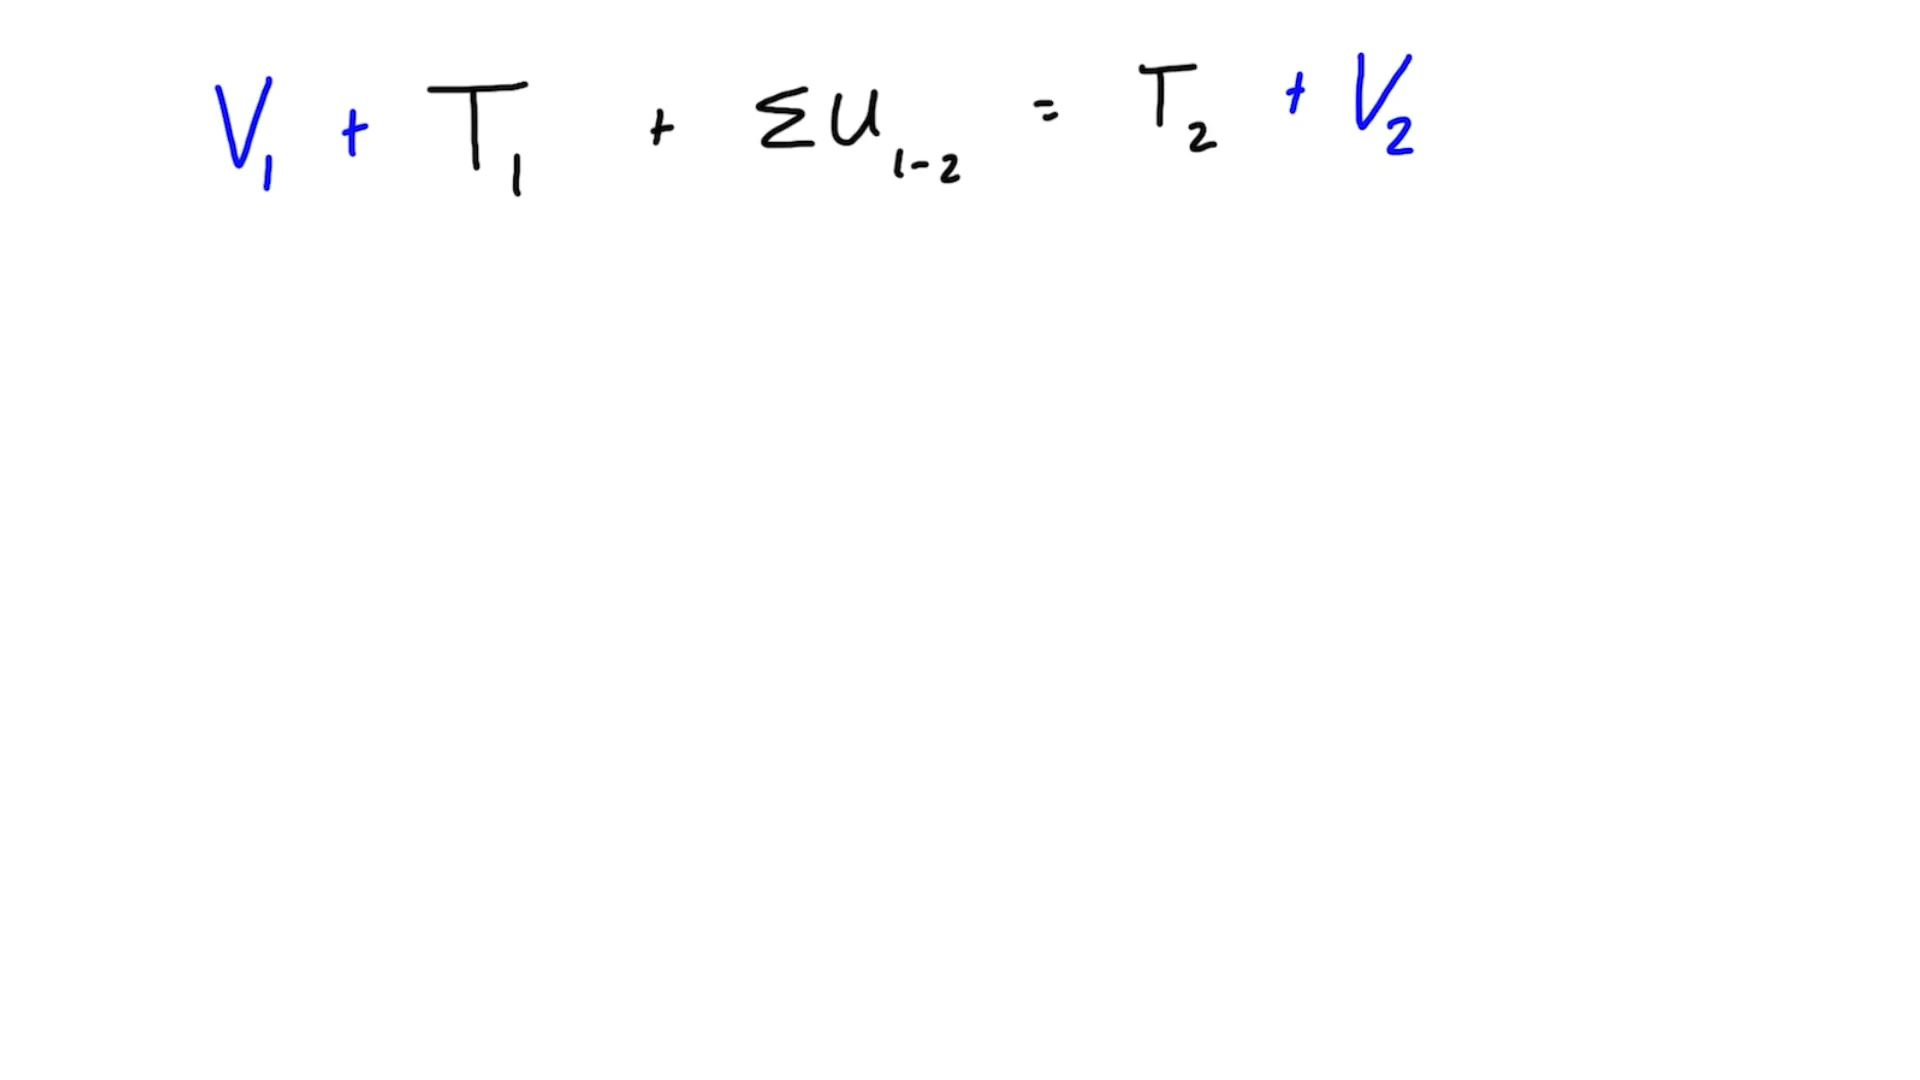 V₁ + T₁ + ΣU₁₋₂ = T₂ + V₂